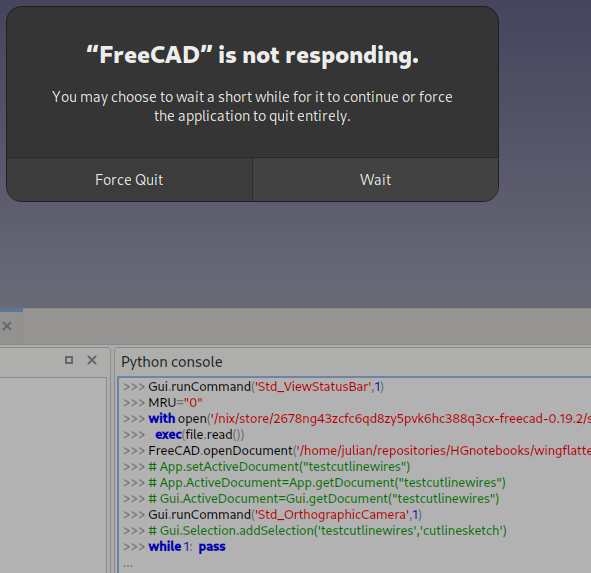 “FreeCAD” is not responding.
You may choose to wait a short while for it to continue or force
the application to quit entirely.
Force Quit
Wait
Python console
>>> Gui.runCommand('Std_ViewStatusBar',1)
>>> MRU="0"
>>> with open('/nix/store/2678ng43zcfc6qd8zy5pvk6hc388q3cx-freecad-0.19.2/s
>>>   exec(file.read())
>>> FreeCAD.openDocument('/home/julian/repositories/HGnotebooks/wingflatte
>>> # App.setActiveDocument("testcutlinewires")
>>> # App.ActiveDocument=App.getDocument("testcutlinewires")
>>> # Gui.ActiveDocument=Gui.getDocument("testcutlinewires")
>>> Gui.runCommand('Std_OrthographicCamera',1)
>>> # Gui.Selection.addSelection('testcutlinewires','cutlinesketch')
>>> while 1:  pass
...